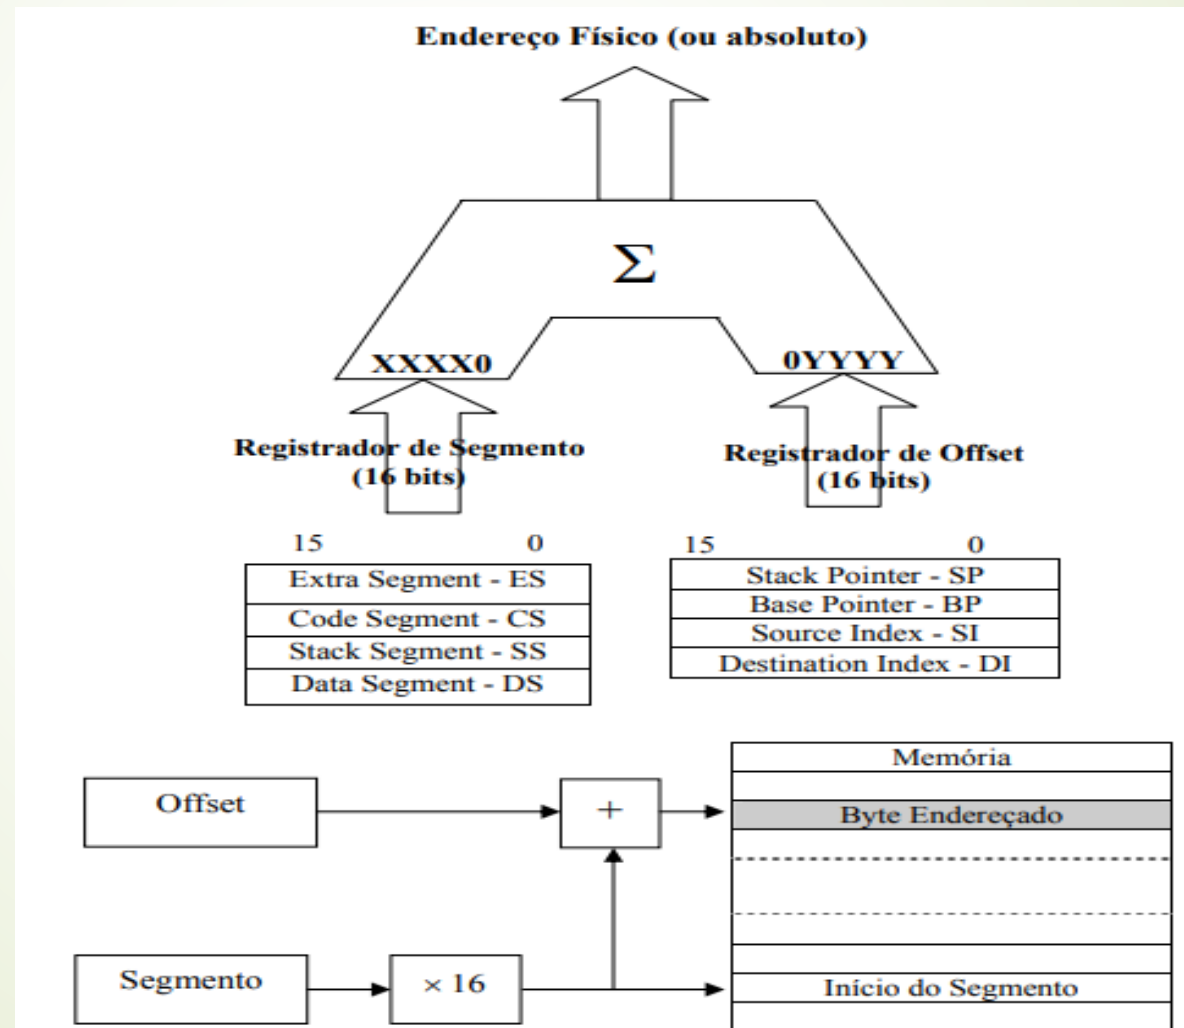 Endereço Físico (ou absoluto)
Σ
XXXX0
0YYYY
Registrador de Segmento
(16 bits)
Registrador de Offset
(16 bits)
15 0
Extra Segment - ES
Code Segment - CS
Stack Segment - SS
Data Segment - DS
15 0
Stack Pointer - SP
Base Pointer - BP
Source Index - SI
Destination Index - DI
Memória
Offset
+
Byte Endereçado
Segmento
× 16
Início do Segmento